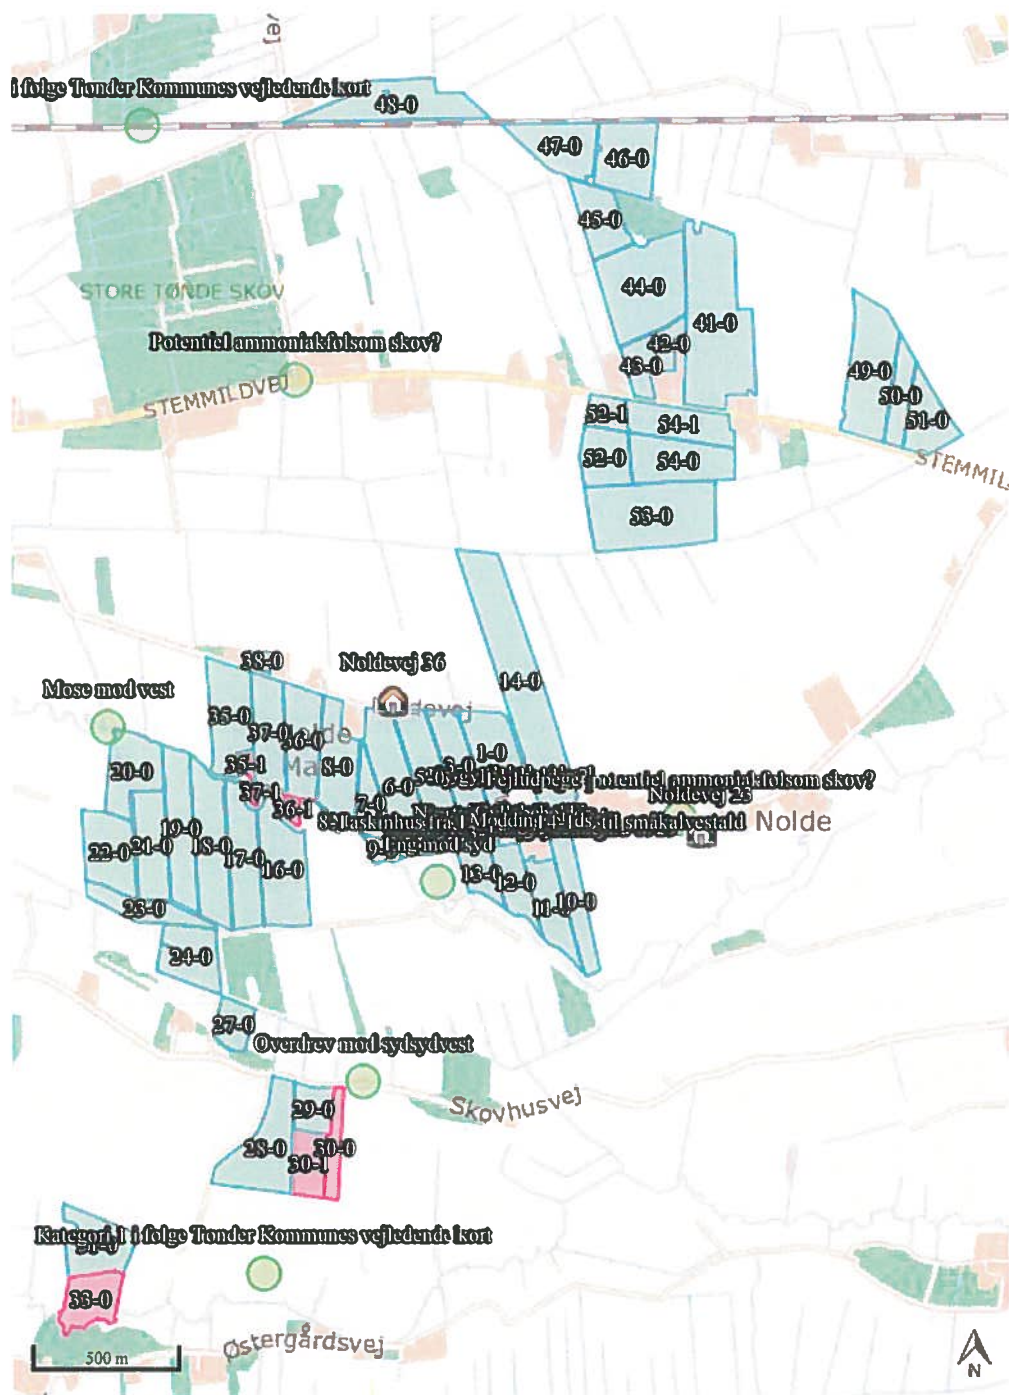 vej
i følge Tønder Kommunes vejledende kort
48-0
47-0
46-0
45-0
44-0
STORE TØNDE SKOV
41-0
Potentiel ammoniakfølsom skov?
42-0
43-0
49-0
50-0
51-0
STEMMILDVEJ
52-1
54-1
52-0
54-0
STEMMIL
53-0
38-0
Noldevej 36
14-0
Mose mod vest
35-0
37-0
36-0
1-0
20-0
35-1
8-0
6-0
potentiel ammoniakfølsom skov?
37-1
36-1
7-0
Noldevej 23
småkalvestald
Nolde
22-0
21-0
19-0
18-0
17-0
16-0
Eng mod syd
13-0
12-0
11-0
10-0
23-0
24-0
27-0
Overdrev mod sydsydvest
Skovhusvej
29-0
28-0
30-0
30-1
Kategori 1 i følge Tønder Kommunes vejledende kort
33-0
Østergårdsvej
500 m
N